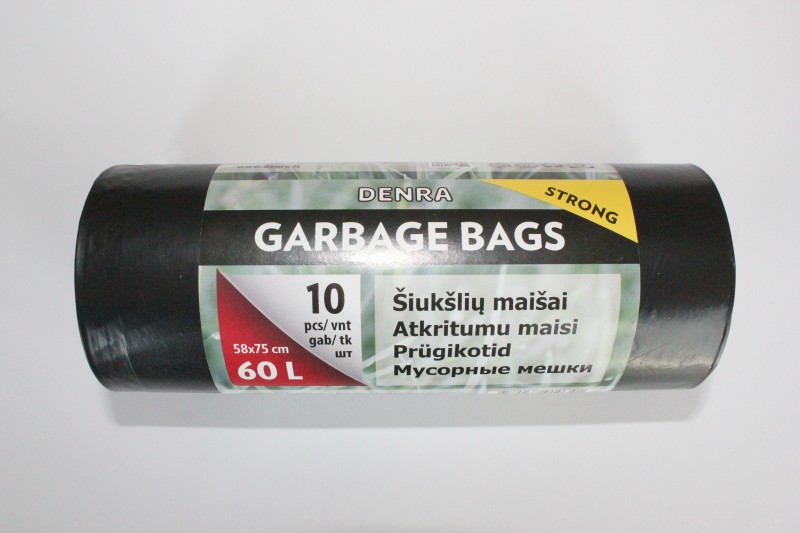 DENRA
STRONG
GARBAGE BAGS
10
pcs/ vnt
gab/ tk
шт
58x75 cm
60 L
Šiukšlių maišai
Atkritumu maisi
Prügikotid
Мусорные мешки